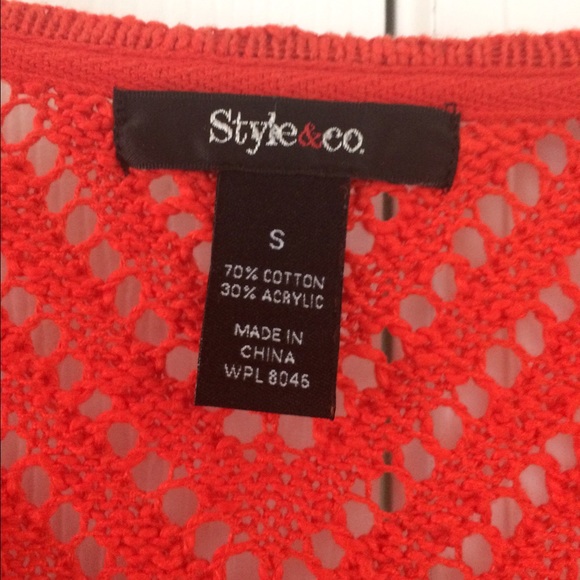 Style&co.
S
70% COTTON
30% ACRYLIC
MADE IN
CHINA
WPL 8046